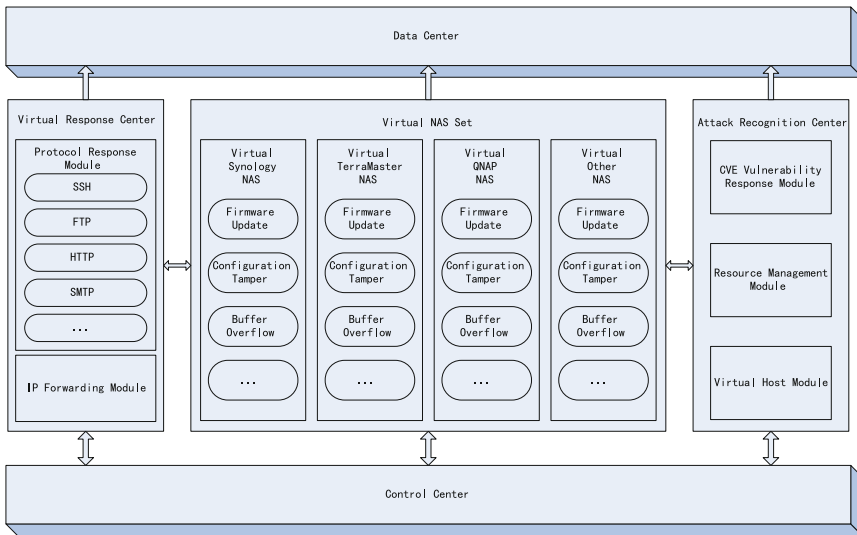 Data Center
Virtual Response Center
Protocol Response
Module
SSH
FTP
HTTP
SMTP
...
IP Forwarding Module
Virtual NAS Set
Virtual
Synology
NAS
Firmware
Update
Configuration
Tamper
Buffer
Overflow
...
Virtual
TerraMaster
NAS
Firmware
Update
Configuration
Tamper
Buffer
Overflow
...
Virtual
QNAP
NAS
Firmware
Update
Configuration
Tamper
Buffer
Overflow
...
Virtual
Other
NAS
Firmware
Update
Configuration
Tamper
Buffer
Overflow
...
Attack Recognition Center
CVE Vulnerability
Response Module
Resource Management
Module
Virtual Host Module
Control Center